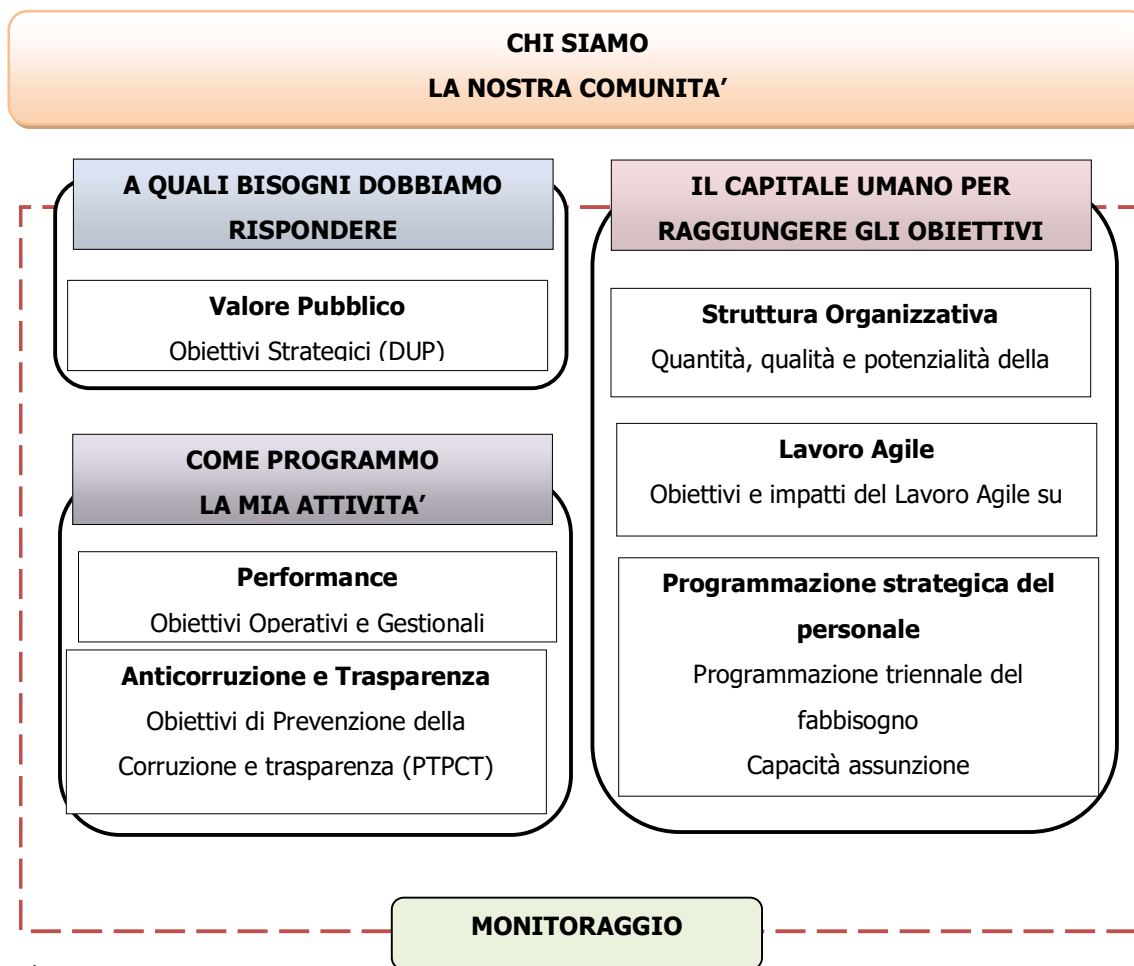 CHI SIAMO
LA NOSTRA COMUNITA’
A QUALI BISOGNI DOBBIAMO
RISPONDERE
Valore Pubblico
Obiettivi Strategici (DUP)
COME PROGRAMMO
LA MIA ATTIVITA’
Performance
Obiettivi Operativi e Gestionali
Anticorruzione e Trasparenza
Obiettivi di Prevenzione della
Corruzione e trasparenza (PTPCT)
IL CAPITALE UMANO PER
RAGGIUNGERE GLI OBIETTIVI
Struttura Organizzativa
Quantità, qualità e potenzialità della
Lavoro Agile
Obiettivi e impatti del Lavoro Agile su
Programmazione strategica del
personale
Programmazione triennale del
fabbisogno
Capacità assunzione
MONITORAGGIO